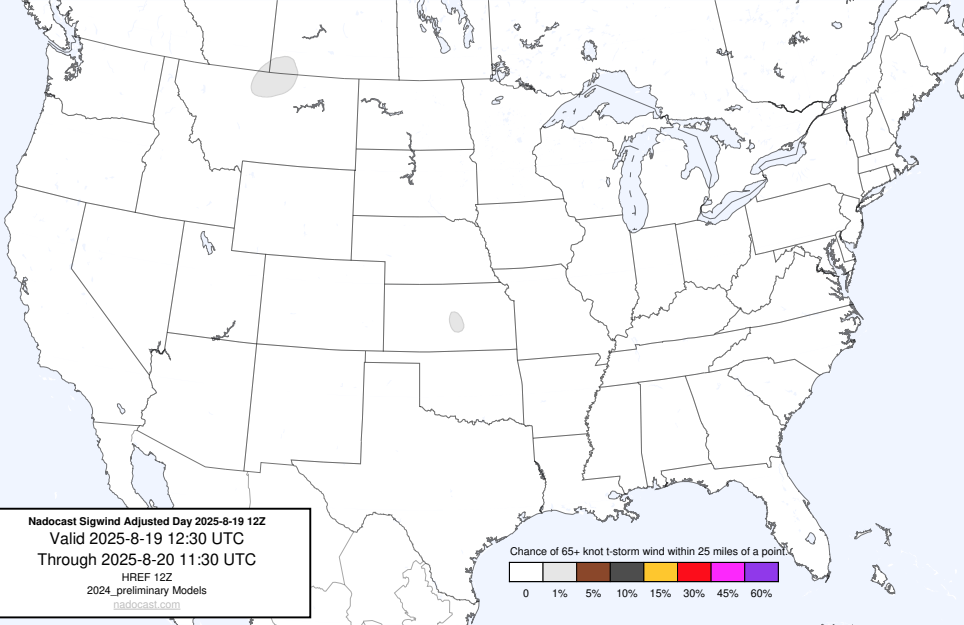 Nadocast Sigwind Adjusted Day 2025-8-19 12Z
Valid 2025-8-19 12:30 UTC
Through 2025-8-20 11:30 UTC
HREF 12Z
2024_preliminary Models
nadocast.com
Chance of 65+ knot t-storm wind within 25 miles of a point.
0 1% 5% 10% 15% 30% 45% 60%